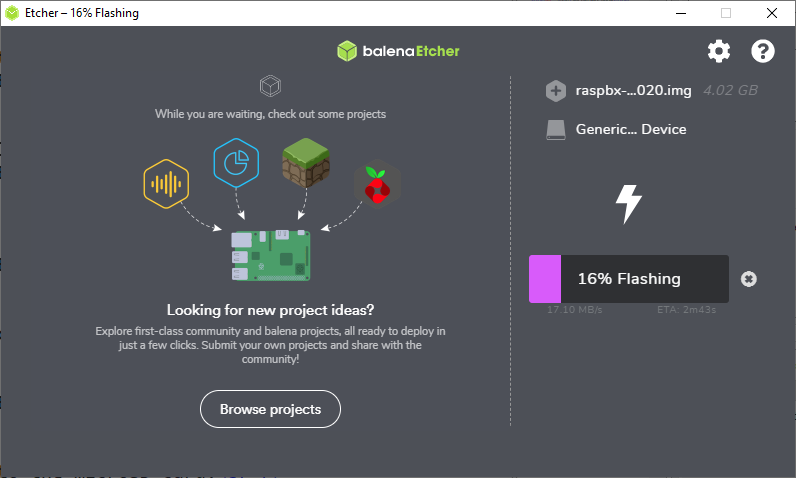 Etcher – 16% Flashing
balenaEtcher
While you are waiting, check out some projects
Looking for new project ideas?
Explore first-class community and balena projects, all ready to deploy in
just a few clicks. Submit your own projects and share with the
community!
Browse projects
raspbx-...020.img 4.02 GB
Generic... Device
16% Flashing
17.10 MB/s ETA: 2m43s